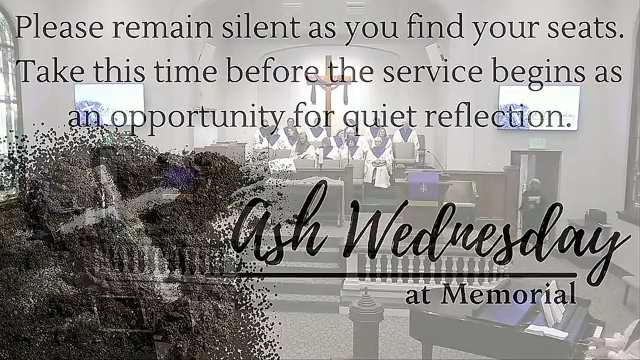 Please remain silent as you find your seats.
Take this time before the service begins as
an opportunity for quiet reflection.
Ash Wednesday
at Memorial